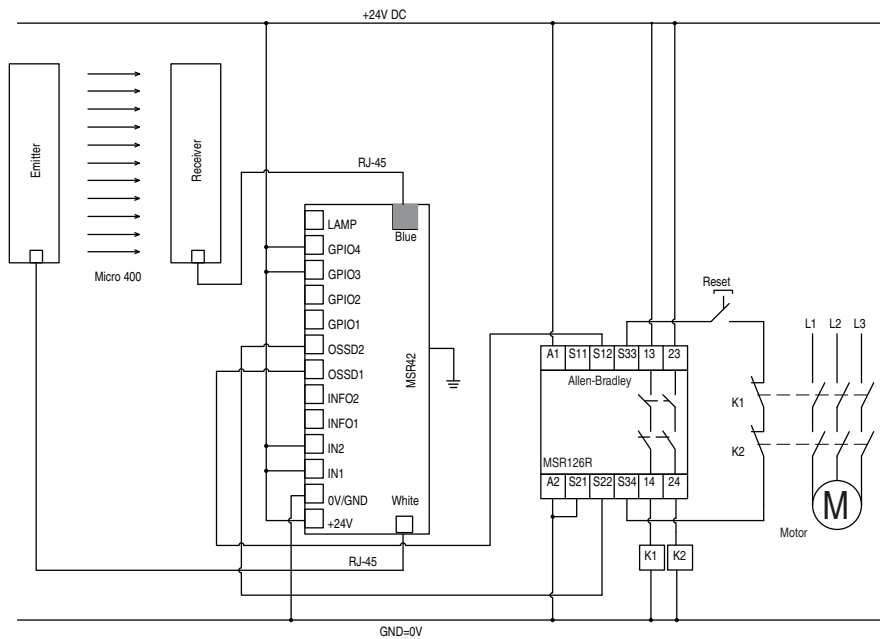 +24V DC
Emitter
Receiver
Micro 400
RJ-45
Blue
LAMP
GPIO4
GPIO3
GPIO2
GPIO1
OSSD2
OSSD1
INFO2
INFO1
IN2
IN1
0V/GND
+24V
MSR42
White
RJ-45
Reset
A1 S11 S12 S33 13 23
Allen-Bradley
MSR126R
A2 S21 S22 S34 14 24
K1 K2
K1
K2
L1 L2 L3
M
Motor
GND=0V